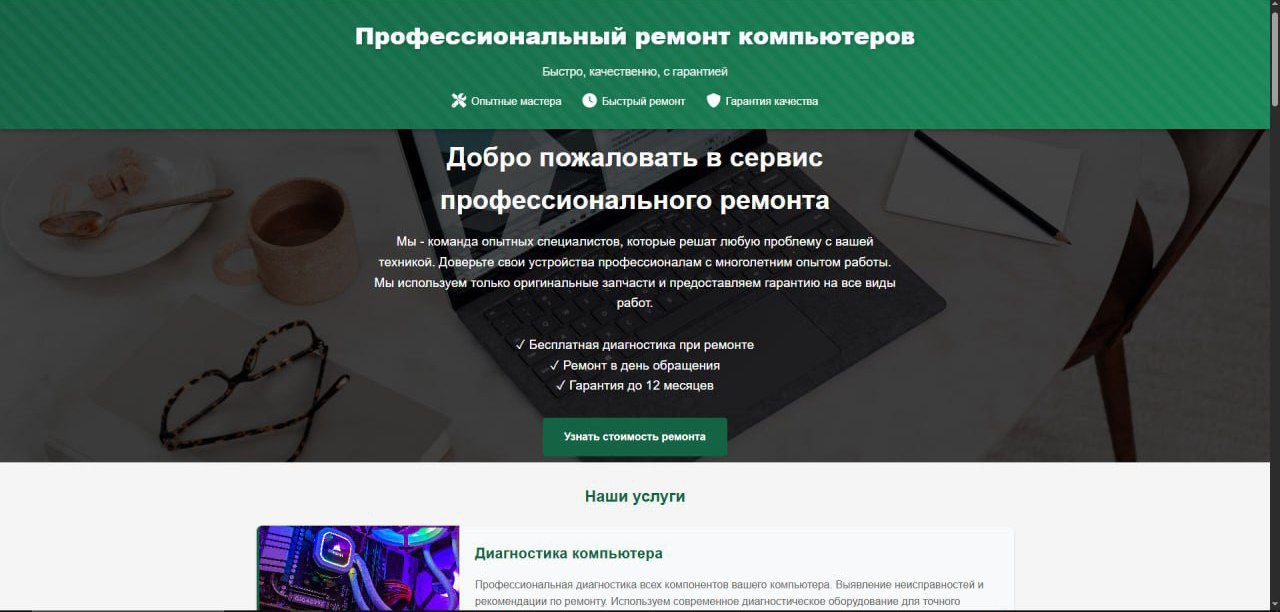 Профессиональный ремонт компьютеров
Быстро, качественно, с гарантией
Опытные мастера Быстрый ремонт Гарантия качества
Добро пожаловать в сервис
профессионального ремонта
Мы - команда опытных специалистов, которые решат любую проблему с вашей
техникой. Доверьте свои устройства профессионалам с многолетним опытом работы.
Мы используем только оригинальные запчасти и предоставляем гарантию на все виды
работ.
✓ Бесплатная диагностика при ремонте
✓ Ремонт в день обращения
✓ Гарантия до 12 месяцев
Узнать стоимость ремонта
Наши услуги
Диагностика компьютера
Профессиональная диагностика всех компонентов вашего компьютера. Выявление неисправностей и
рекомендации по ремонту. Используем современное диагностическое оборудование для точного